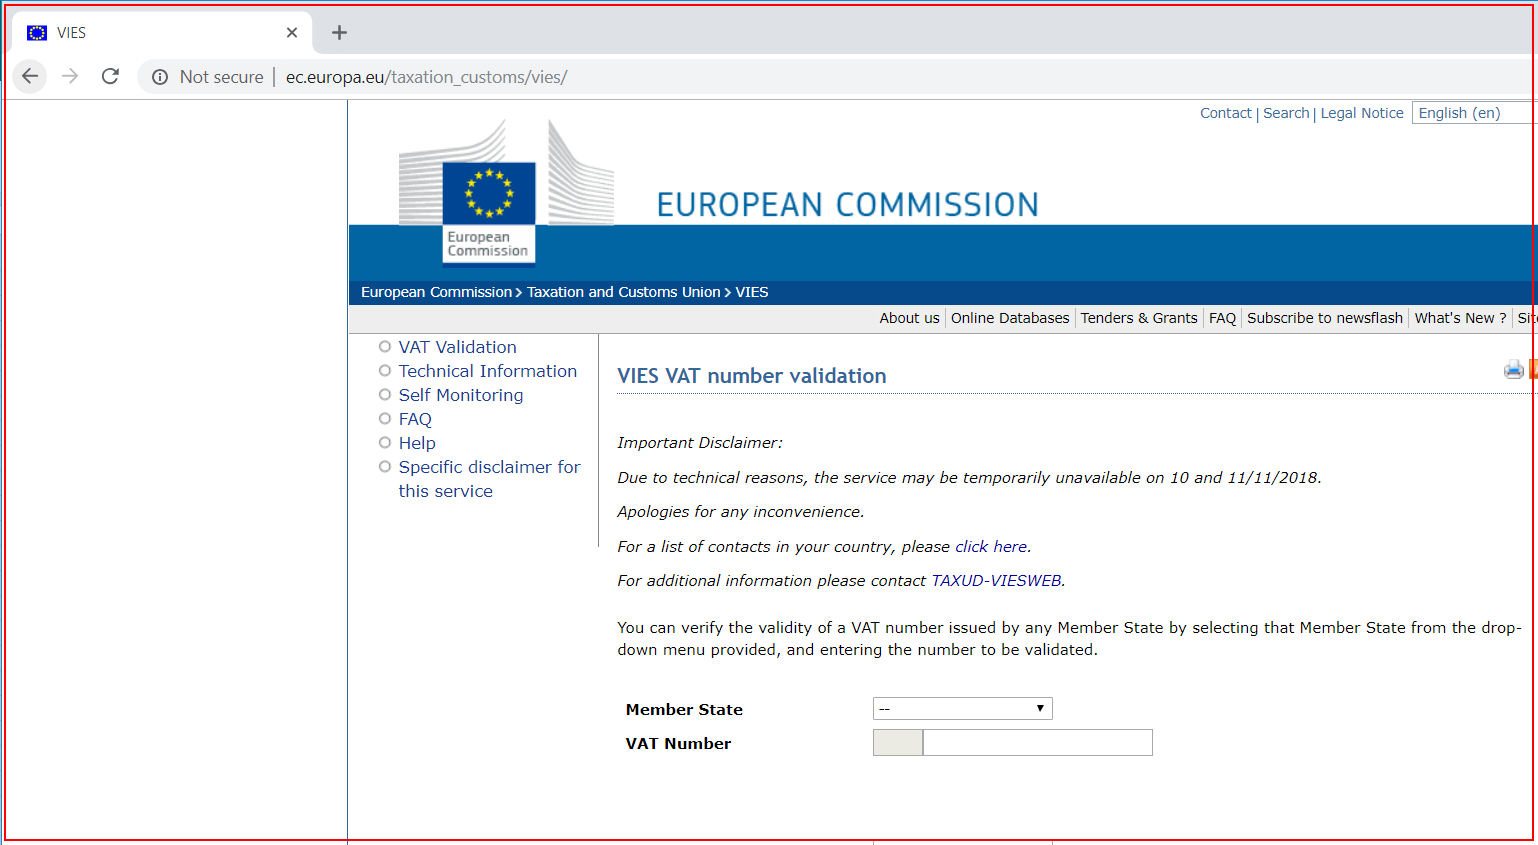 VIES
Not secure | ec.europa.eu/taxation_customs/vies/
Contact | Search | Legal Notice English (en)
EUROPEAN COMMISSION
European
Commission
European Commission > Taxation and Customs Union > VIES
About us | Online Databases | Tenders & Grants | FAQ | Subscribe to newsflash | What's New ? |
VAT Validation
Technical Information
Self Monitoring
FAQ
Help
Specific disclaimer for
this service
VIES VAT number validation
Important Disclaimer:
Due to technical reasons, the service may be temporarily unavailable on 10 and 11/11/2018.
Apologies for any inconvenience.
For a list of contacts in your country, please click here.
For additional information please contact TAXUD-VIESWEB.
You can verify the validity of a VAT number issued by any Member State by selecting that Member State from the drop-
down menu provided, and entering the number to be validated.
Member State --
VAT Number